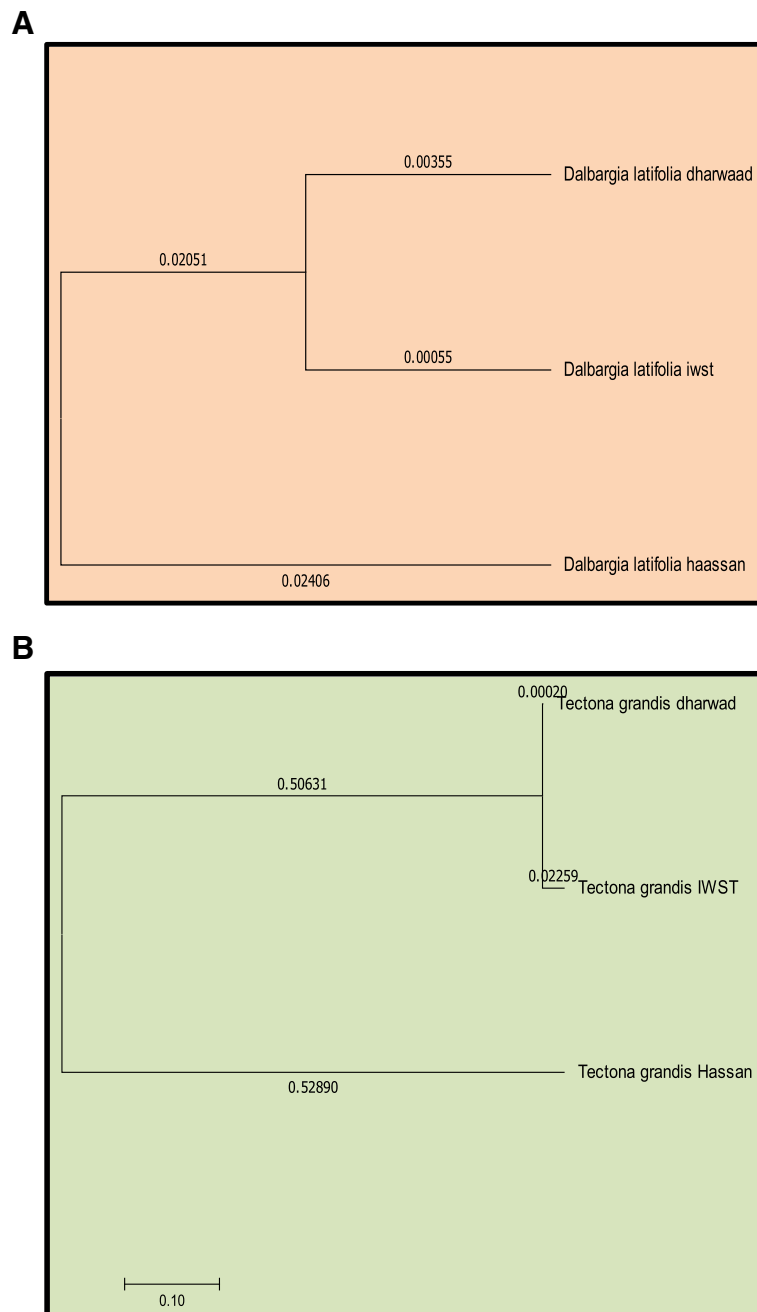 A
0.00355
Dalbargia latifolia dharwaad
0.02051
0.00055
Dalbargia latifolia iwst
Dalbargia latifolia haassan
0.02406
B
0.00020
Tectona grandis dharwad
0.50631
0.02259
Tectona grandis IWST
Tectona grandis Hassan
0.52890
0.10